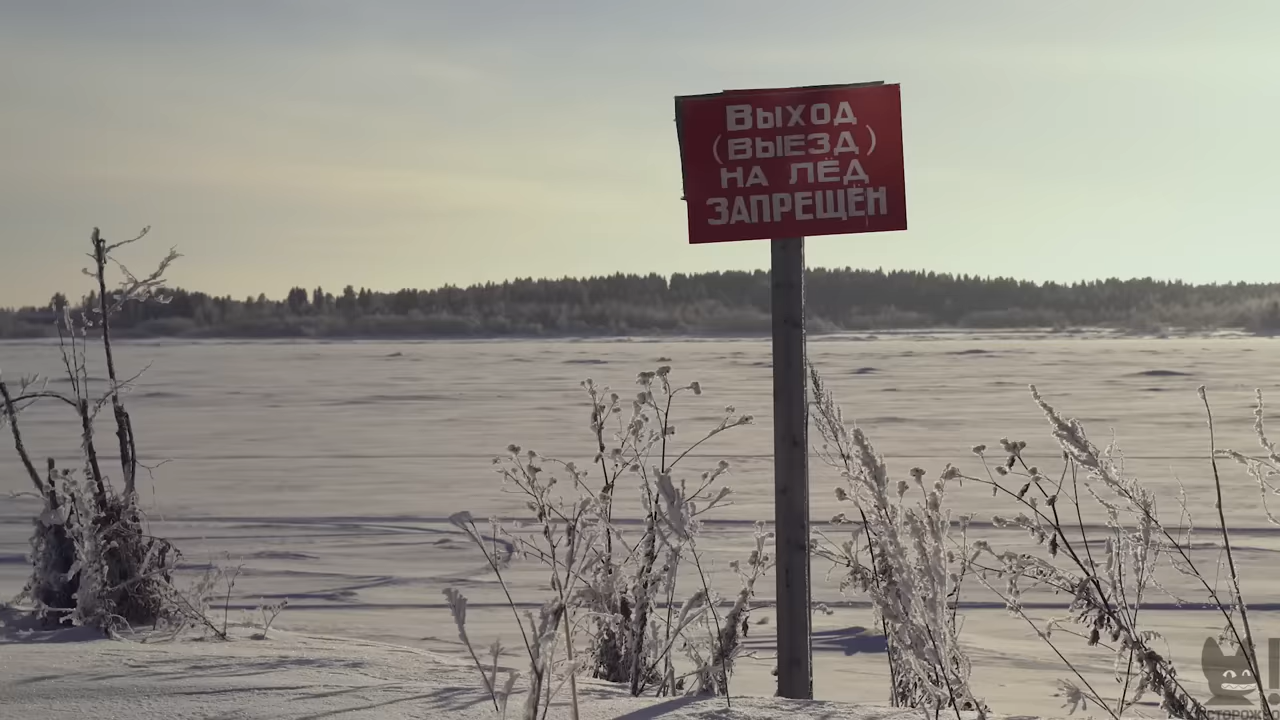 Выход
(выезд)
на лёд
запрещён